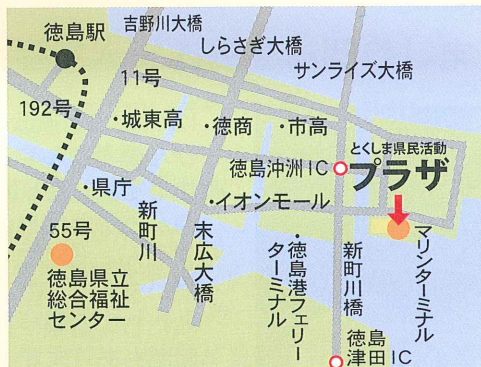 吉野川大橋
徳島駅
しらさぎ大橋
サンライズ大橋
11号
192号
・城東高
・徳商
・市高
とくしま県民活動
プラザ
徳島沖洲IC
・県庁
・イオンモール
新町川
55号
末広大橋
・徳島港フェリー
ターミナル
新町川橋
マリンターミナル
徳島県立
総合福祉
センター
徳島
津田IC